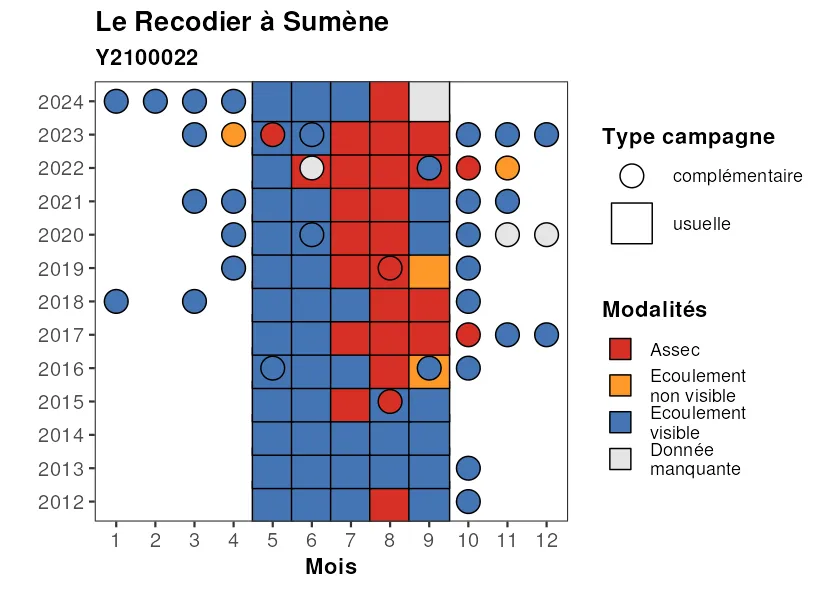 Le Recodier à Sumène
Y2100022
2024
2023
2022
2021
2020
2019
2018
2017
2016
2015
2014
2013
2012
1 2 3 4 5 6 7 8 9 10 11 12
Mois
Type campagne
complémentaire
usuelle
Modalités
Assec
Ecoulement
non visible
Ecoulement
visible
Donnée
manquante